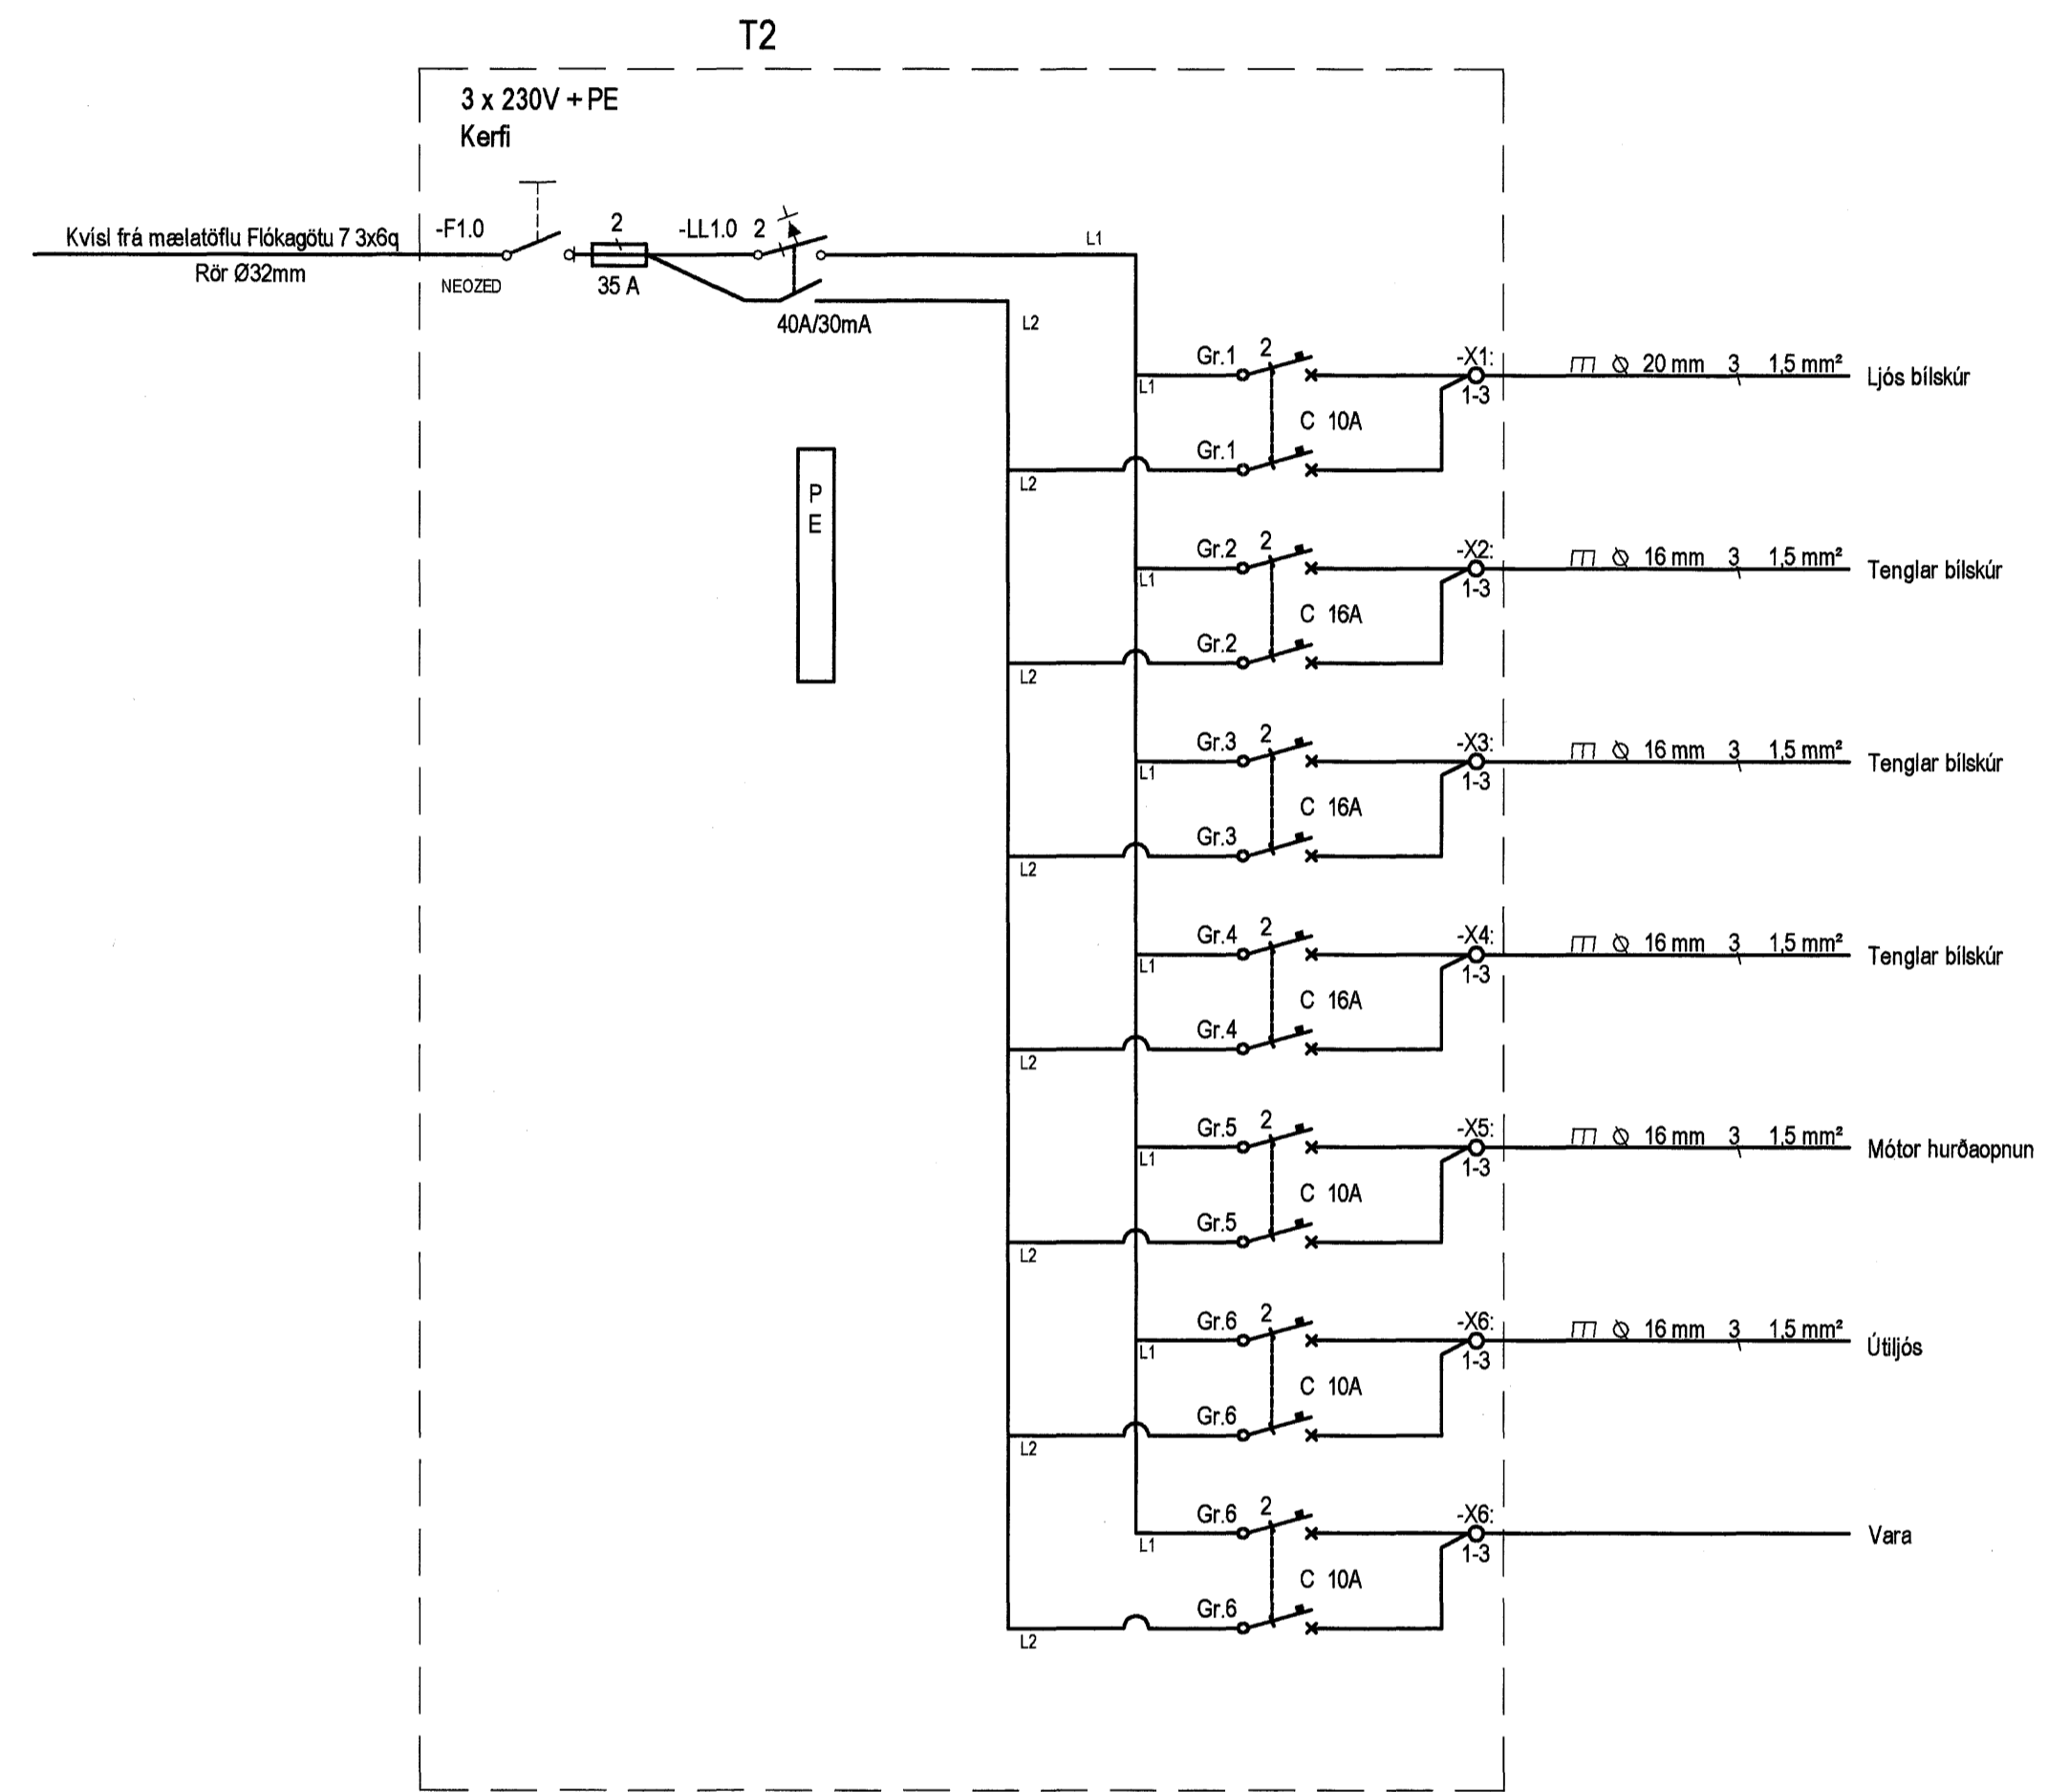 T2
3 x 230V + PE
Kerfi
Kvísl frá mælatöflu Flókagötu 7 3x6q
Rör Ø32mm
-F1.0
NEOZED
2
35 A
-LL1.0 2
40A/30mA
L1
L2
P
E
Gr.1 2
L1
C 10A
Gr.1
L2
-X1:
1-3
Ø 20 mm 3 1,5 mm²
Ljós bílskúr
Gr.2 2
L1
C 16A
Gr.2
L2
-X2:
1-3
Ø 16 mm 3 1,5 mm²
Tenglar bílskúr
Gr.3 2
L1
C 16A
Gr.3
L2
-X3:
1-3
Ø 16 mm 3 1,5 mm²
Tenglar bílskúr
Gr.4 2
L1
C 16A
Gr.4
L2
-X4:
1-3
Ø 16 mm 3 1,5 mm²
Tenglar bílskúr
Gr.5 2
L1
C 10A
Gr.5
L2
-X5:
1-3
Ø 16 mm 3 1,5 mm²
Mótor hurðaopnun
Gr.6 2
L1
C 10A
Gr.6
L2
-X6:
1-3
Ø 16 mm 3 1,5 mm²
Útiljós
Gr.6 2
L1
C 10A
Gr.6
L2
-X6:
1-3
Vara